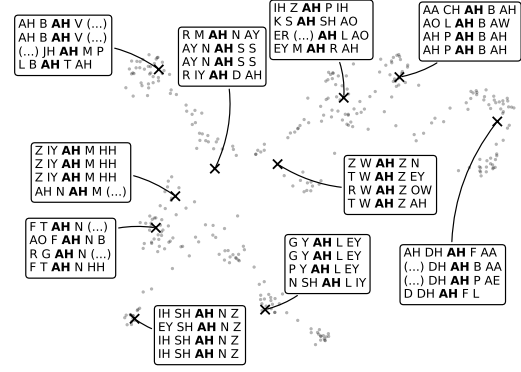 AH B AH V (...)
AH B AH V (...)
(...) JH AH M P
L B AH T AH
R M AH N AY
AY N AH S S
AY N AH S S
R IY AH D AH
IH Z AH P IH
K S AH SH AO
ER (...) AH L AO
EY M AH R AH
AA CH AH B AH
AO L AH B AW
AH P AH B AH
AH P AH B AH
Z IY AH M HH
Z IY AH M HH
Z IY AH M HH
AH N AH M (...)
Z W AH Z N
T W AH Z EY
R W AH Z OW
T W AH Z AH
F T AH N (...)
AO F AH N B
R G AH N (...)
F T AH N HH
G Y AH L EY
G Y AH L EY
P Y AH L EY
N SH AH L IY
AH DH AH F AA
(...) DH AH B AA
(...) DH AH P AE
D DH AH F L
IH SH AH N Z
EY SH AH N Z
IH SH AH N Z
IH SH AH N Z